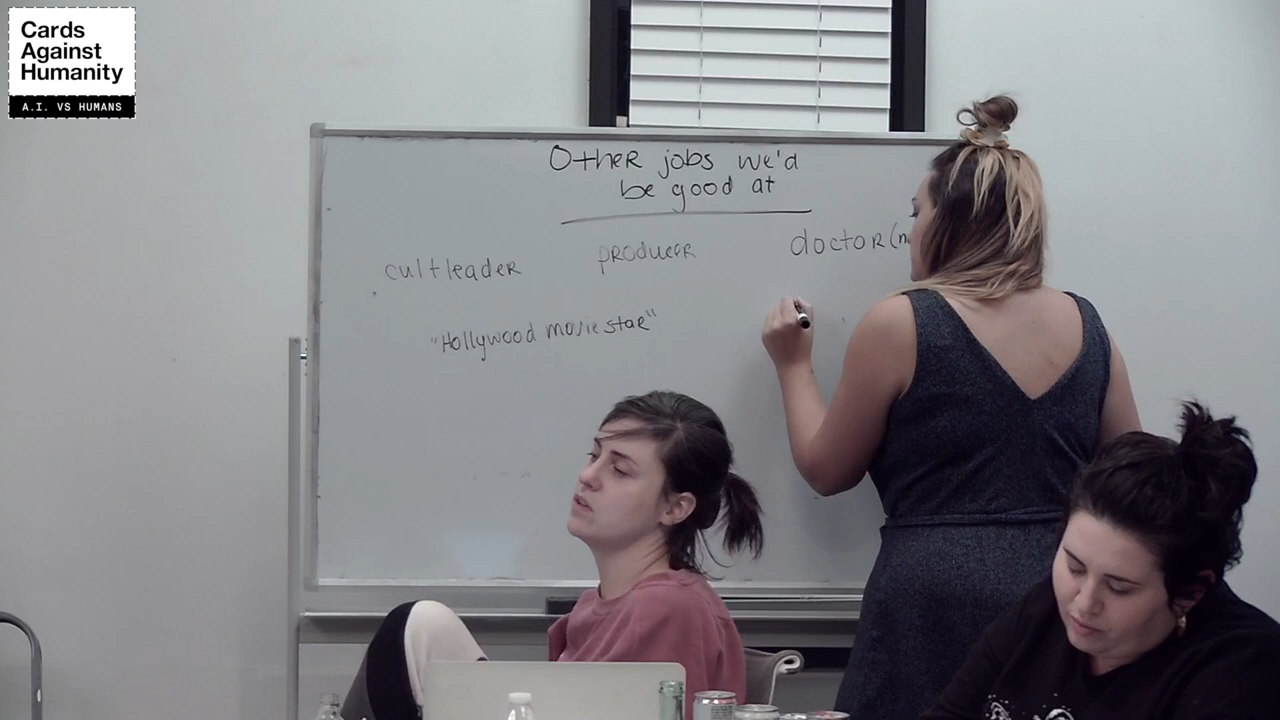 Cards
Against
Humanity
A.I. VS HUMANS
Other jobs we'd
be good at
cult leader
producer
doctor
"Hollywood movie star"